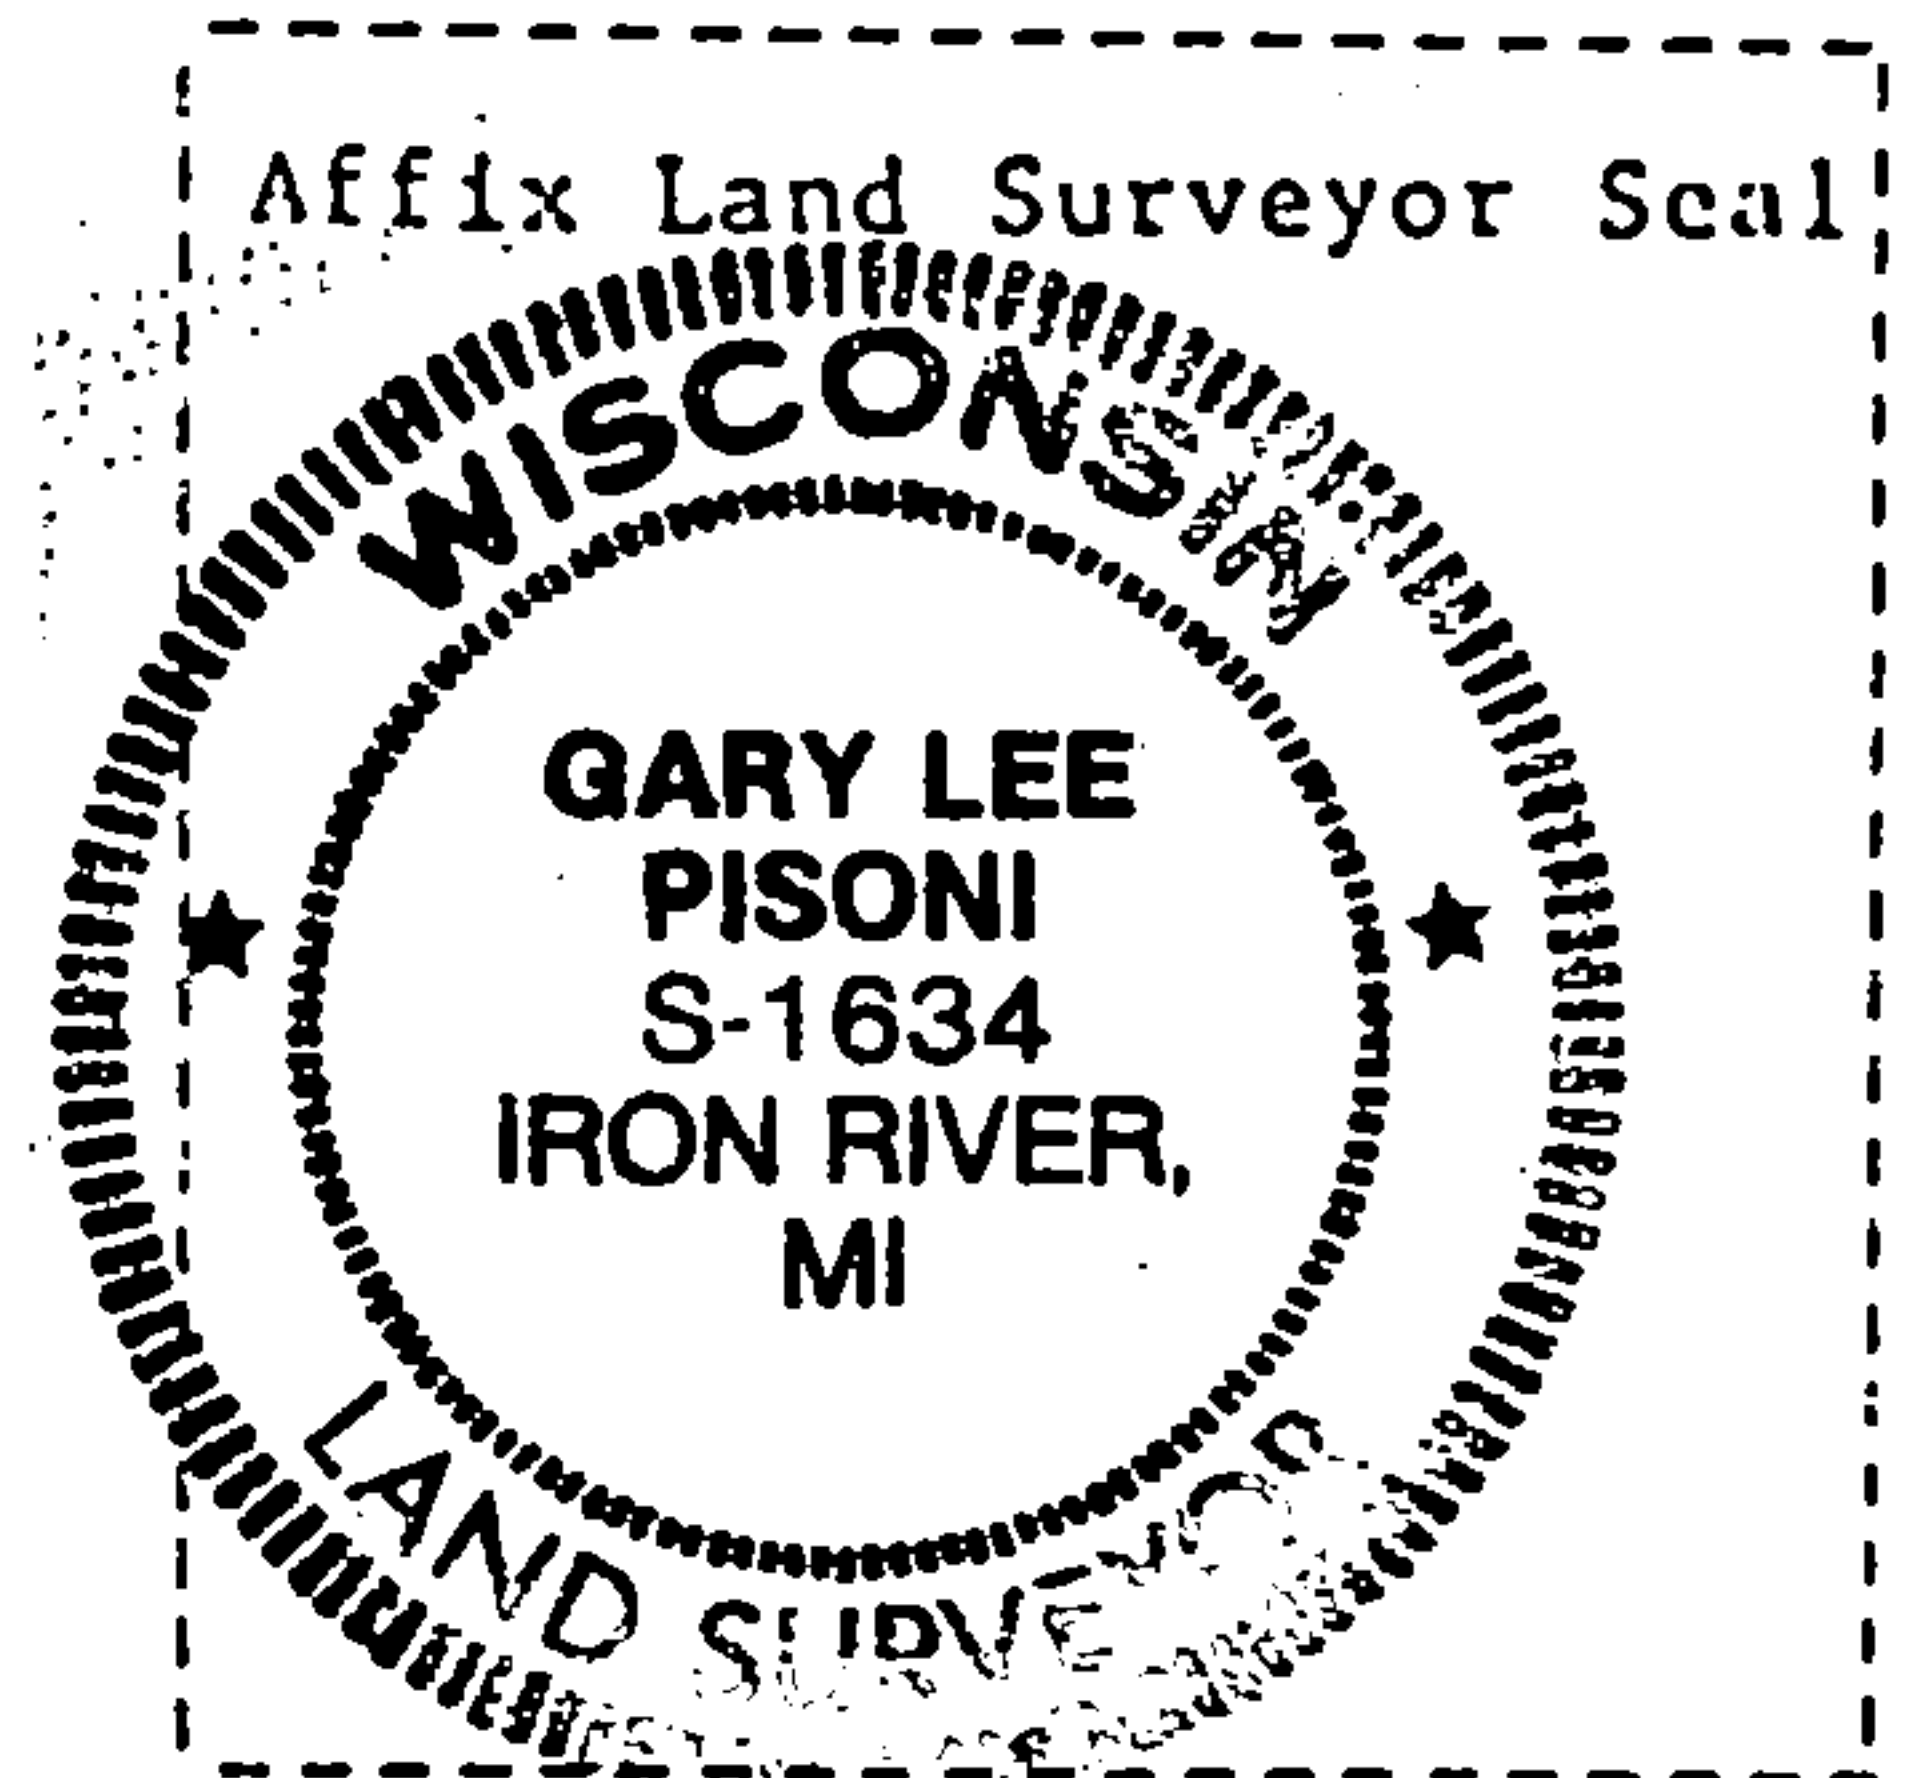 Affix Land Surveyor Seal
WISCONSIN
GARY LEE
PISONI
S-1634
IRON RIVER,
MI
LAND SURVEYOR